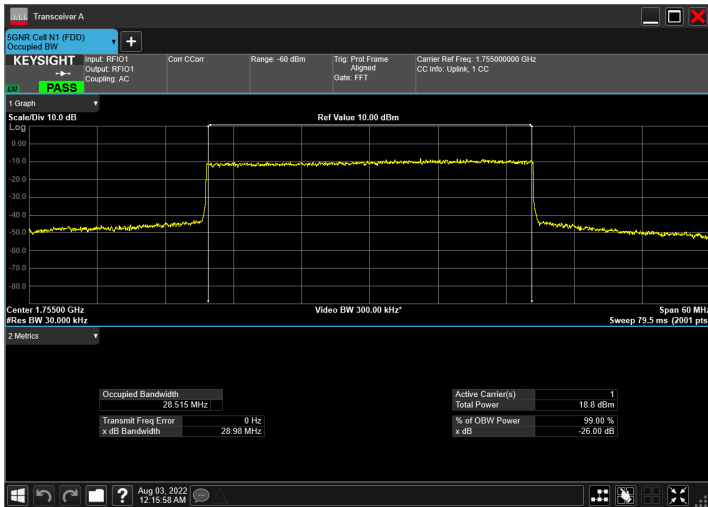 Transceiver A
5GNR Cell N1 (FDD)
Occupied BW
KEYSIGHT
PASS
Input: RFIO1
Output: RFIO1
Coupling: AC
Corr CCorr
Range: -60 dBm
Trig: Prot Frame
Aligned
Gate: FFT
Carrier Ref Freq: 1.755000000 GHz
CC Info: Uplink, 1 CC
1 Graph
Scale/Div 10.0 dB
Ref Value 10.00 dBm
Log
0.00
-10.0
-20.0
-30.0
-40.0
-50.0
-60.0
-70.0
-80.0
Center 1.75500 GHz
Video BW 300.00 kHz*
Span 60 MHz
#Res BW 30.000 kHz
Sweep 79.5 ms (2001 pts
2 Metrics
Occupied Bandwidth
28.515 MHz
Transmit Freq Error 0 Hz
x dB Bandwidth 28.98 MHz
Active Carrier(s) 1
Total Power 18.8 dBm
% of OBW Power 99.00 %
x dB -26.00 dB
?
Aug 03, 2022
12:15:58 AM